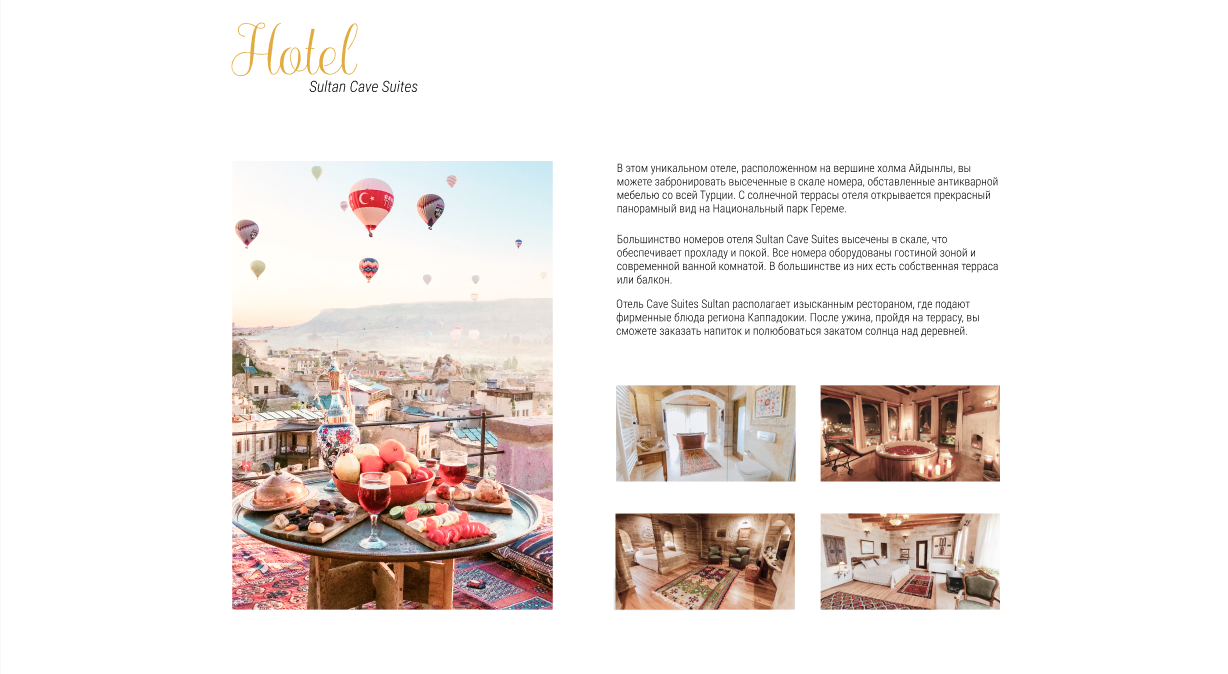 Hotel
Sultan Cave Suites
В этом уникальном отеле, расположенном на вершине холма Айдынлы, вы
можете забронировать высеченные в скале номера, обставленные антикварной
мебелью со всей Турции. С солнечной террасы отеля открывается прекрасный
панорамный вид на Национальный парк Гереме.
Большинство номеров отеля Sultan Cave Suites высечены в скале, что
обеспечивает прохладу и покой. Все номера оборудованы гостиной зоной и
современной ванной комнатой. В большинстве из них есть собственная терраса
или балкон.
Отель Cave Suites Sultan располагает изысканным рестораном, где подают
фирменные блюда региона Каппадокии. После ужина, пройдя на террасу, вы
сможете заказать напиток и полюбоваться закатом солнца над деревней.